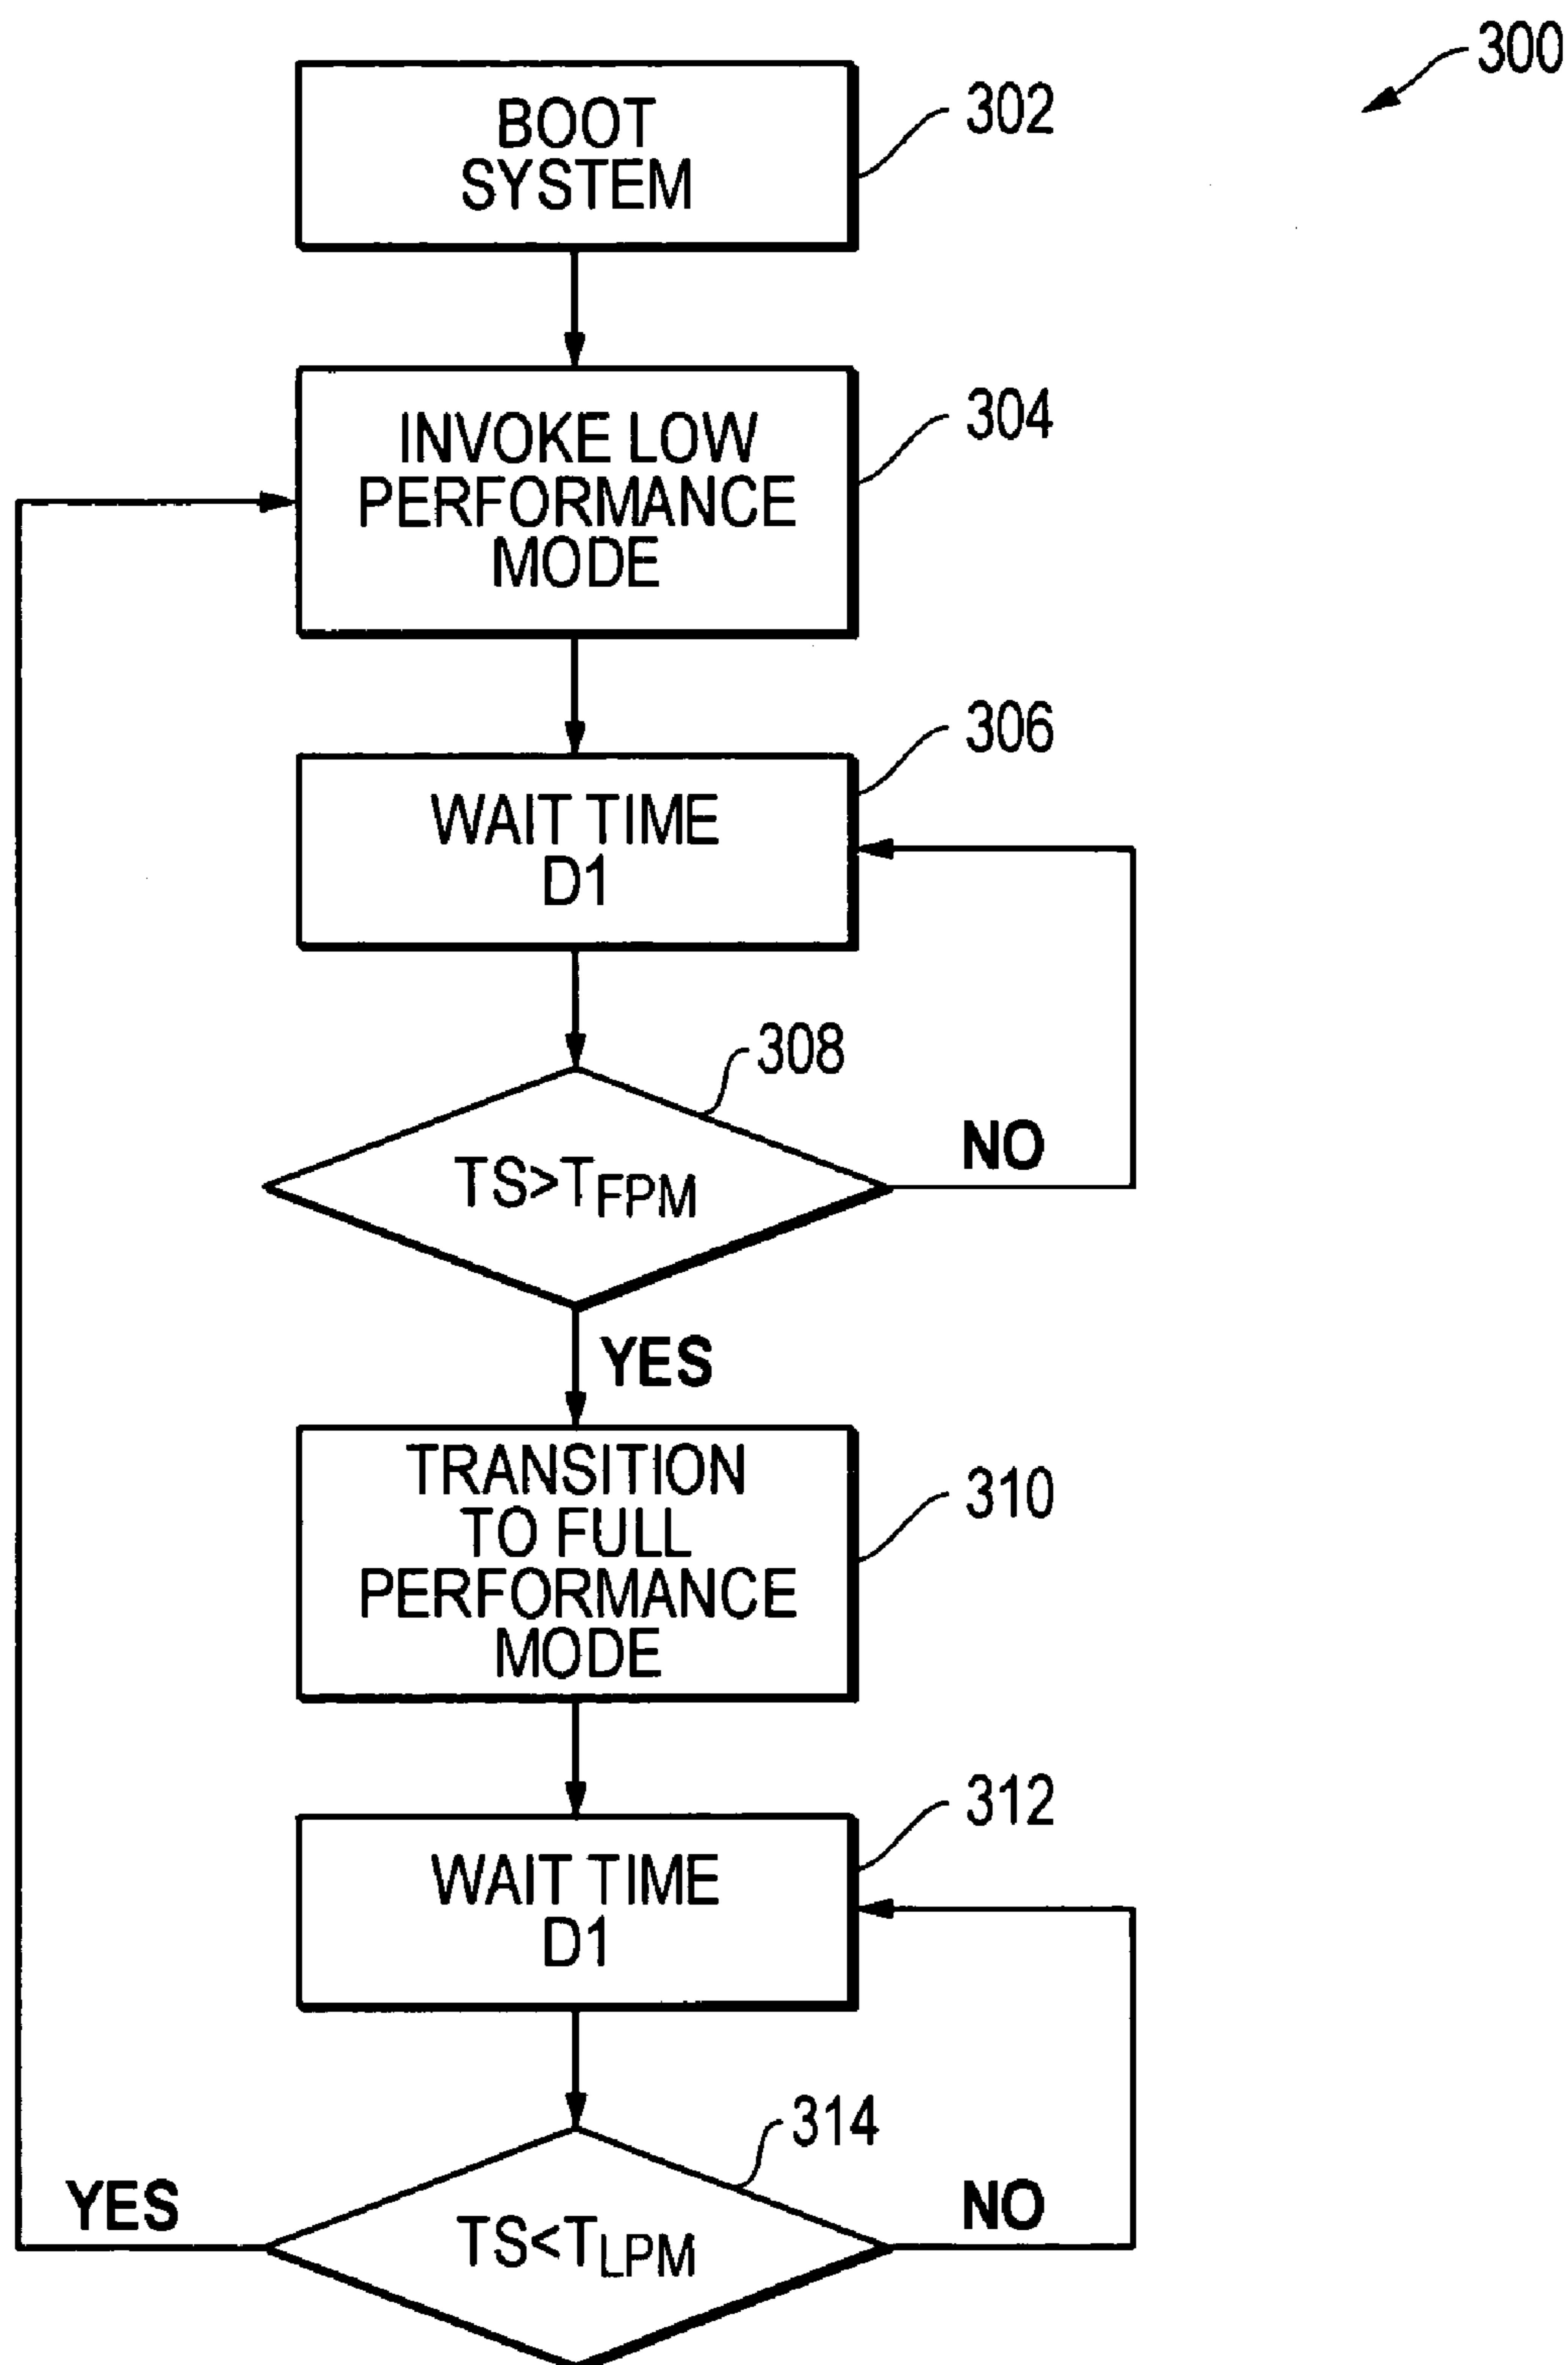 300
BOOT
SYSTEM
302
INVOKE LOW
PERFORMANCE
MODE
304
WAIT TIME
D1
306
308
TS>TFPM
NO
YES
TRANSITION
TO FULL
PERFORMANCE
MODE
310
WAIT TIME
D1
312
314
YES
TS<TLPM
NO